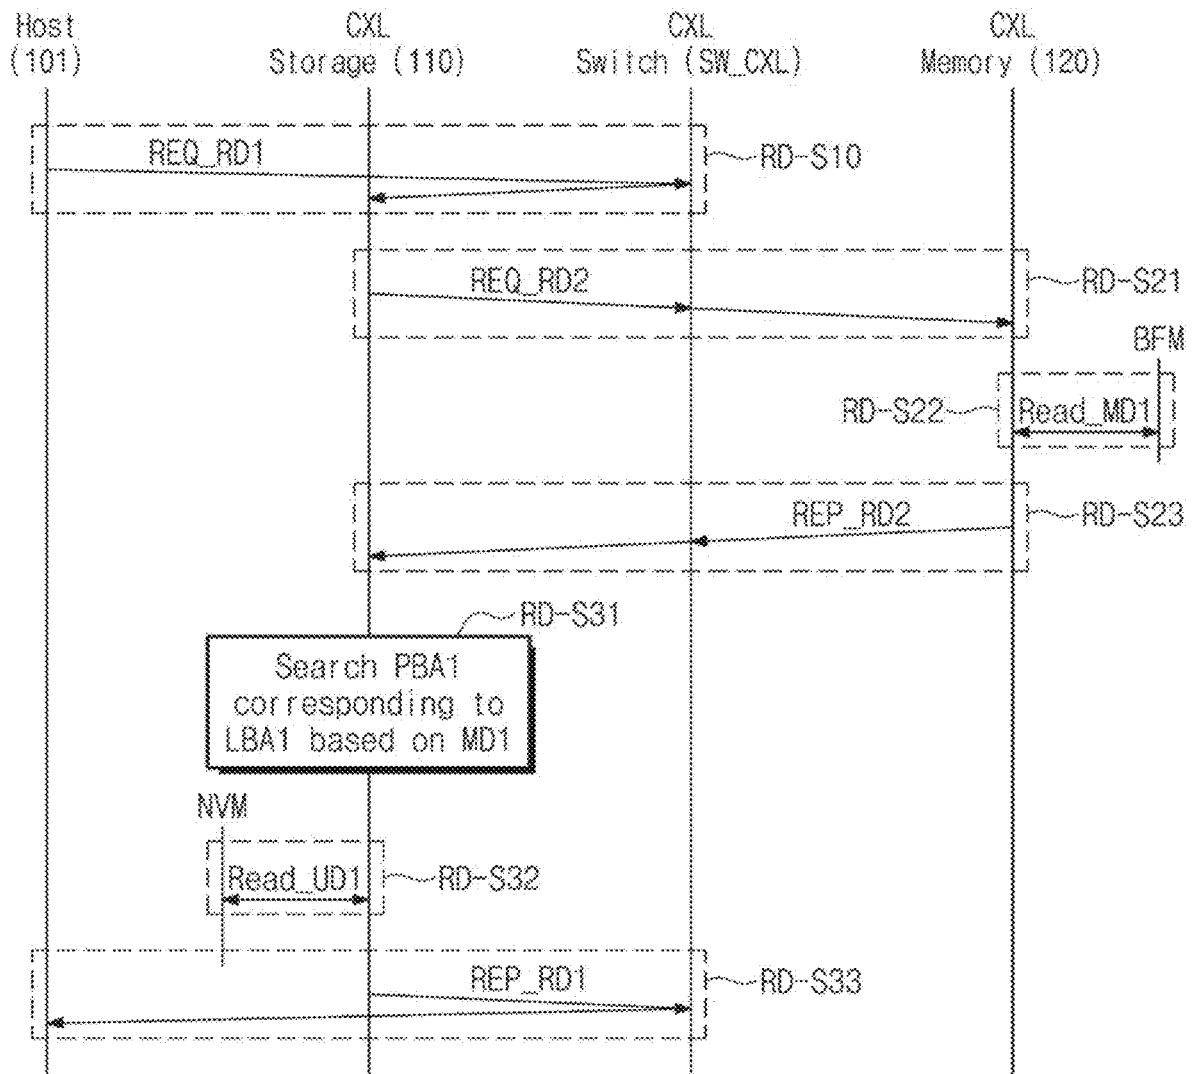 Host
(101)
CXL
Storage (110)
CXL
Switch (SW_CXL)
CXL
Memory (120)
REQ_RD1
RD-S10
REQ_RD2
RD-S21
BFM
RD-S22
Read_MD1
REP_RD2
RD-S23
RD-S31
Search PBA1
corresponding to
LBA1 based on MD1
NVM
Read_UD1
RD-S32
REP_RD1
RD-S33